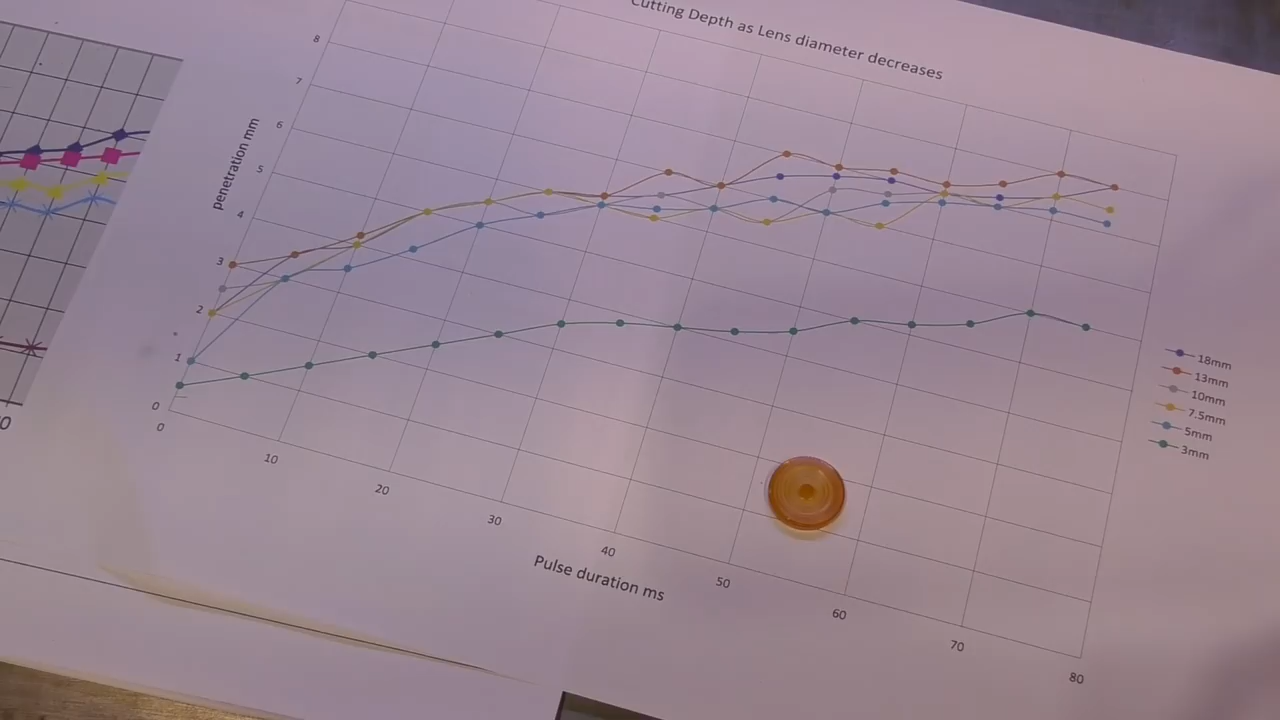 Cutting Depth as Lens diameter decreases
penetration mm
8
7
6
5
4
3
2
1
0
0
10
20
30
40
50
60
70
80
Pulse duration ms
18mm
13mm
10mm
7.5mm
5mm
3mm
0